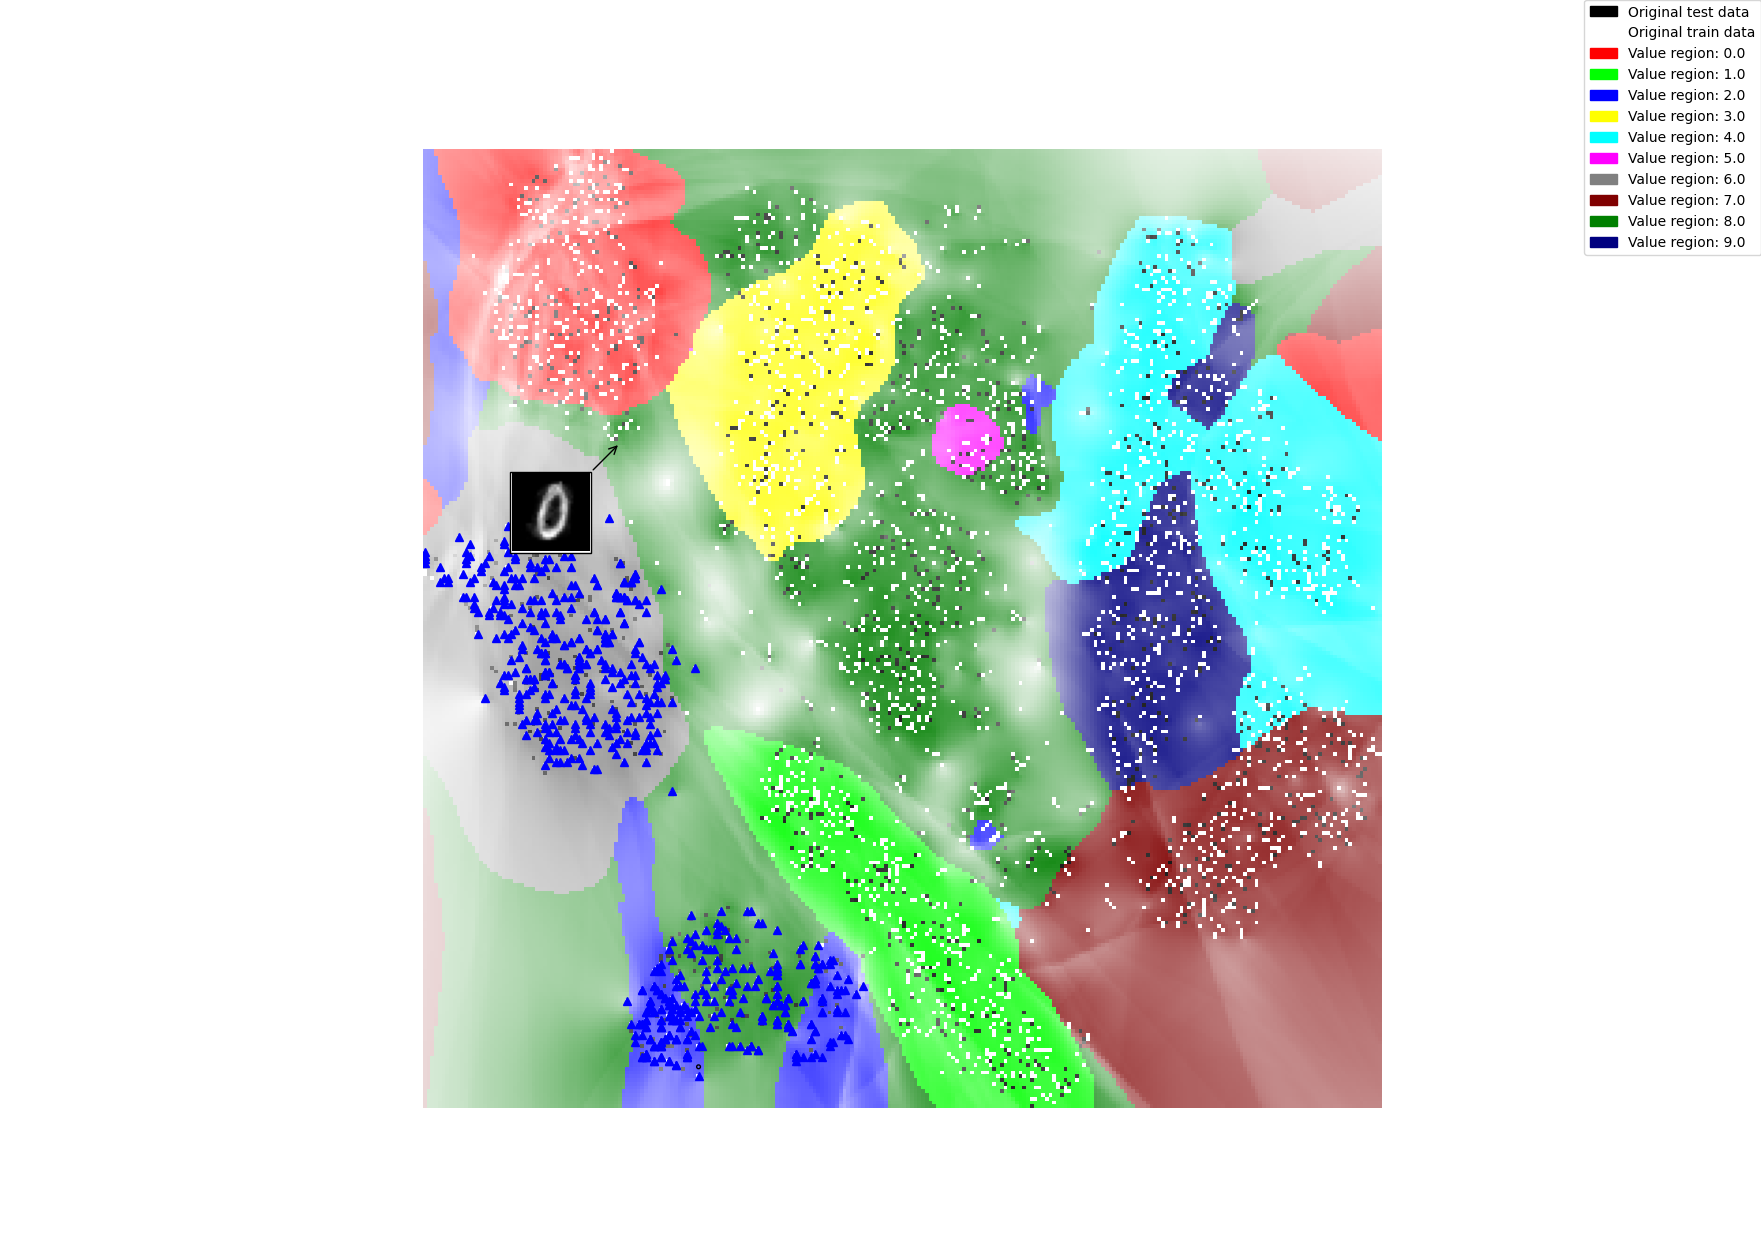 Original test data
Original train data
Value region: 0.0
Value region: 1.0
Value region: 2.0
Value region: 3.0
Value region: 4.0
Value region: 5.0
Value region: 6.0
Value region: 7.0
Value region: 8.0
Value region: 9.0
0